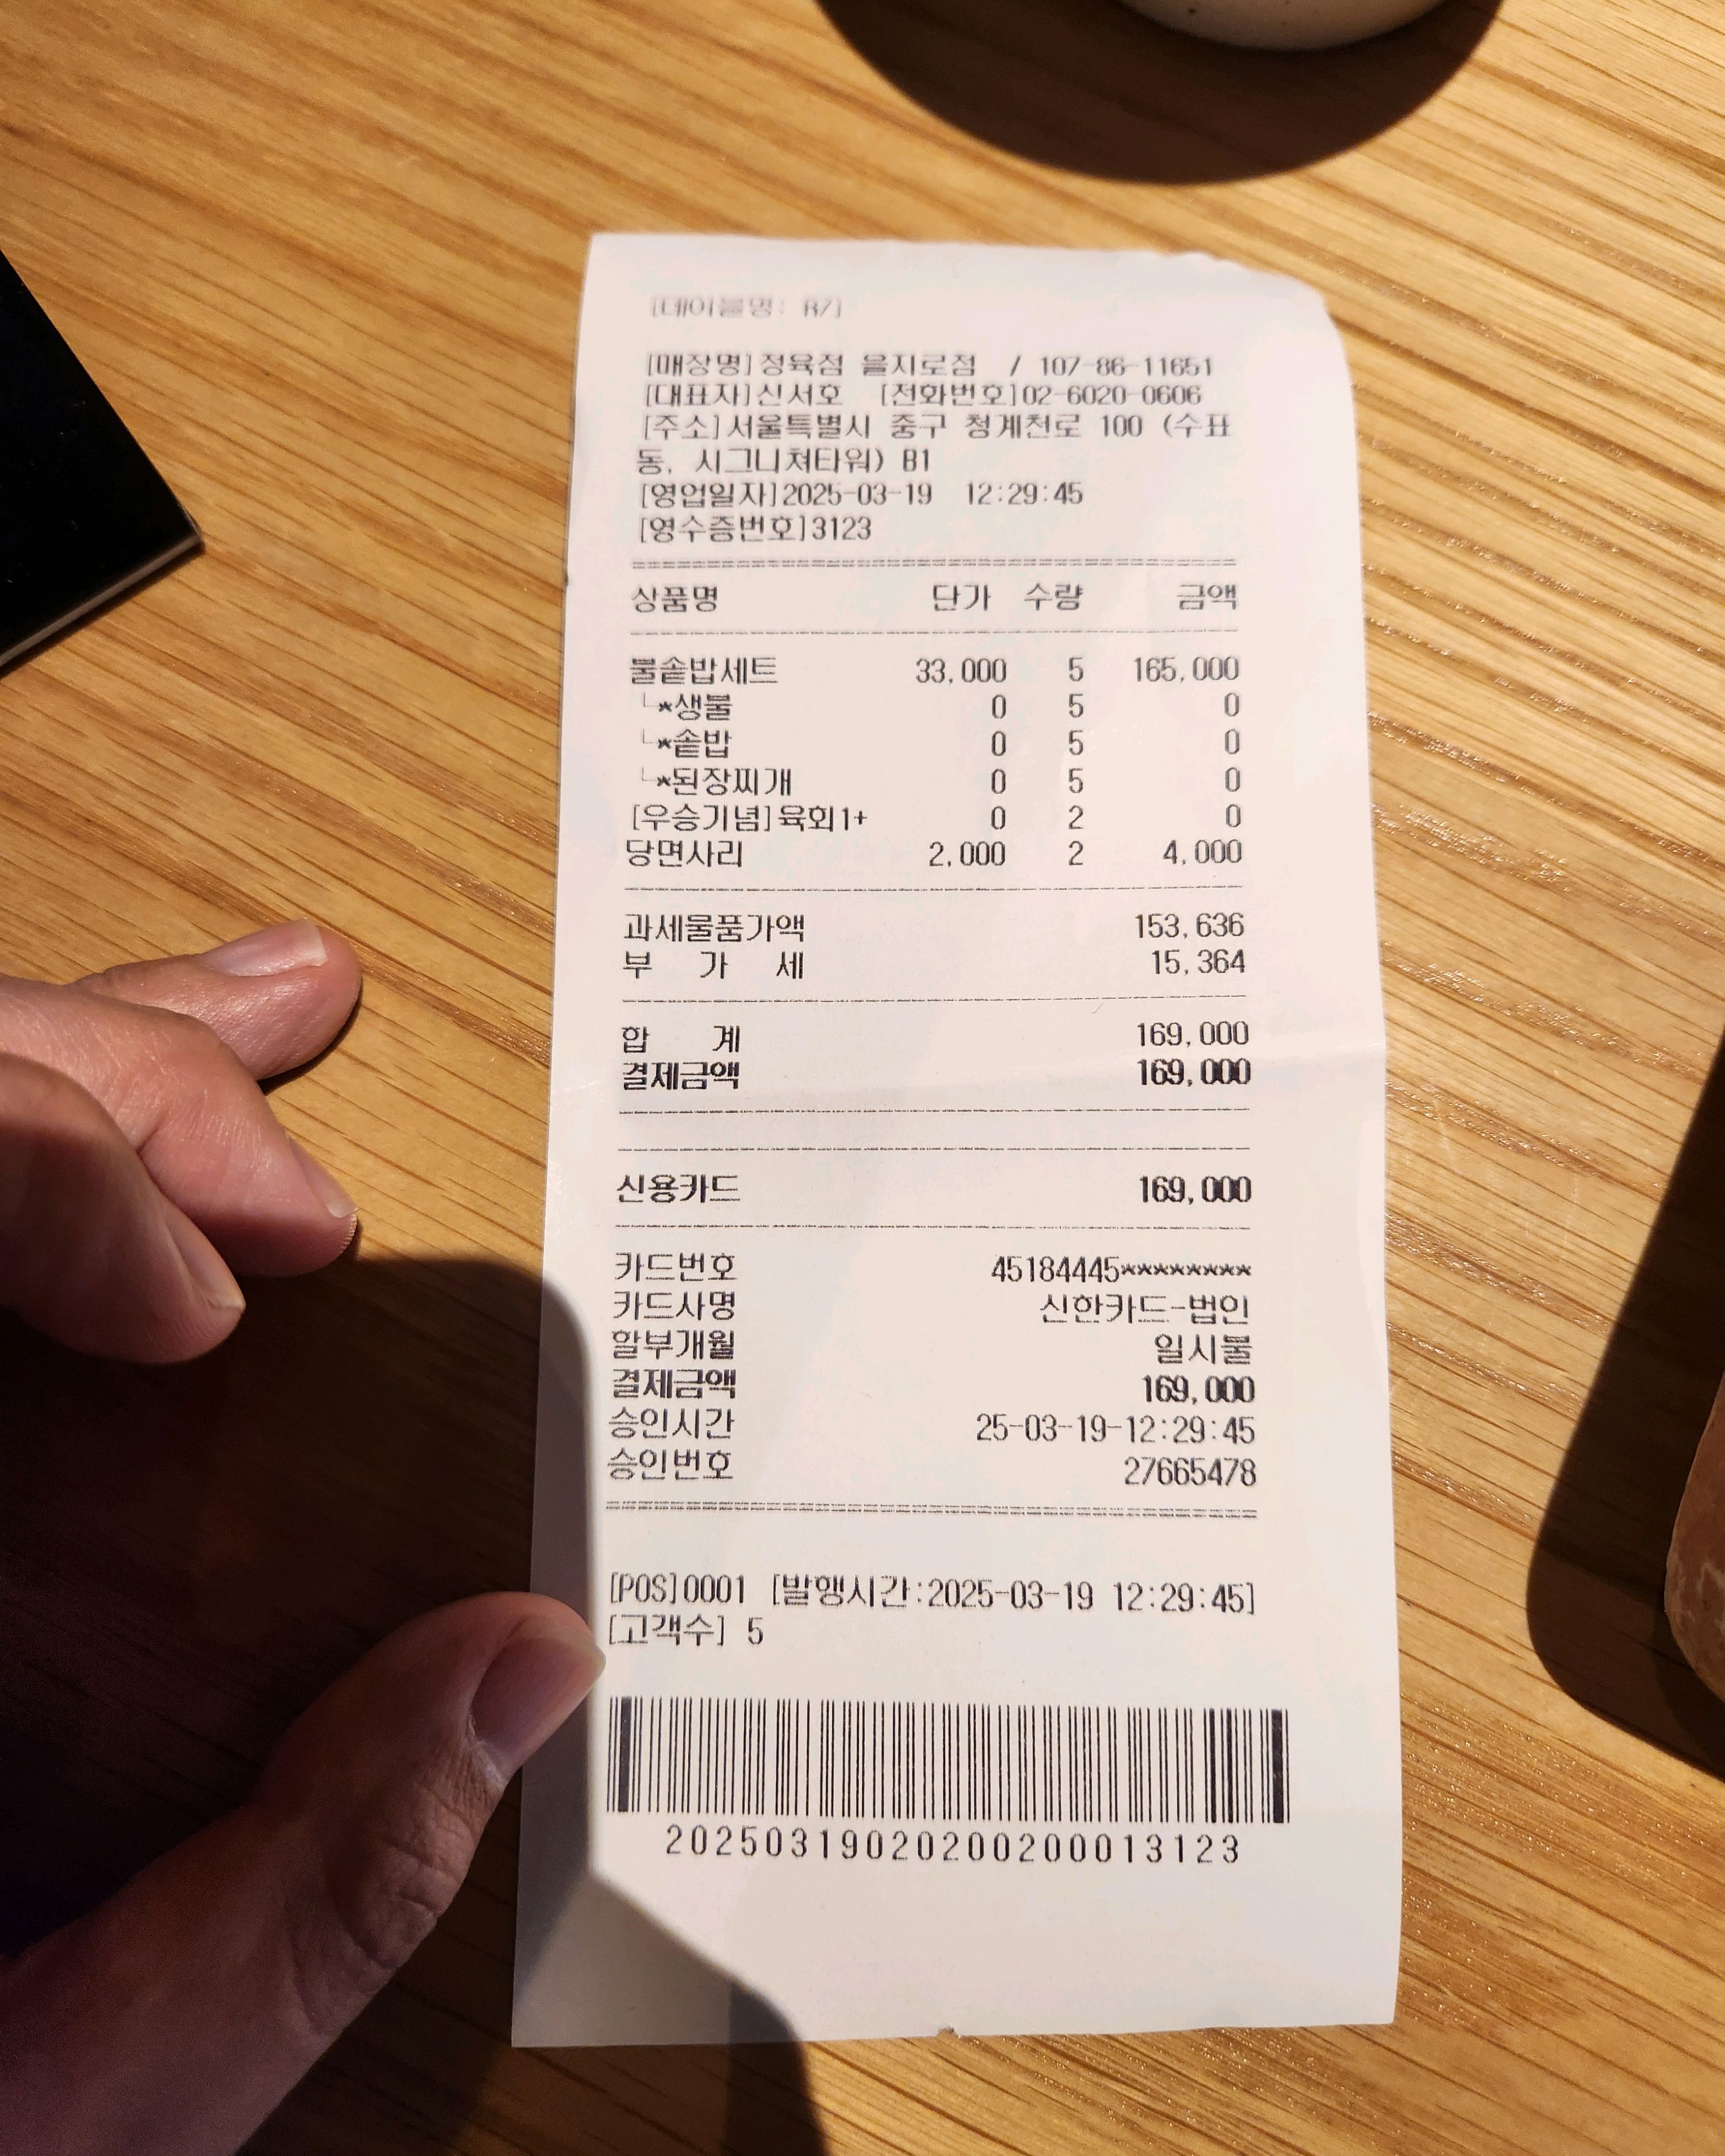 [테이블명: B7]
[매장명]정육점 을지로점 / 107-86-11651
[대표자]신서호 [전화번호]02-6020-0606
[주소]서울특별시 중구 청계천로 100 (수표
동, 시그니쳐타워) B1
[영업일자]2025-03-19 12:29:45
[영수증번호]3123
상품명 단가 수량 금액
불솥밥세트 33,000 5 165,000
└*생불 0 5 0
└*솥밥 0 5 0
└*된장찌개 0 5 0
[우승기념]육회1+ 0 2 0
당면사리 2,000 2 4,000
과세물품가액 153,636
부 가 세 15,364
합 계 169,000
결제금액 169,000
신용카드 169,000
카드번호 45184445********
카드사명 신한카드-법인
할부개월 일시불
결제금액 169,000
승인시간 25-03-19-12:29:45
승인번호 27665478
[POS]0001 [발행시간:2025-03-19 12:29:45]
[고객수] 5
20250319020200200013123